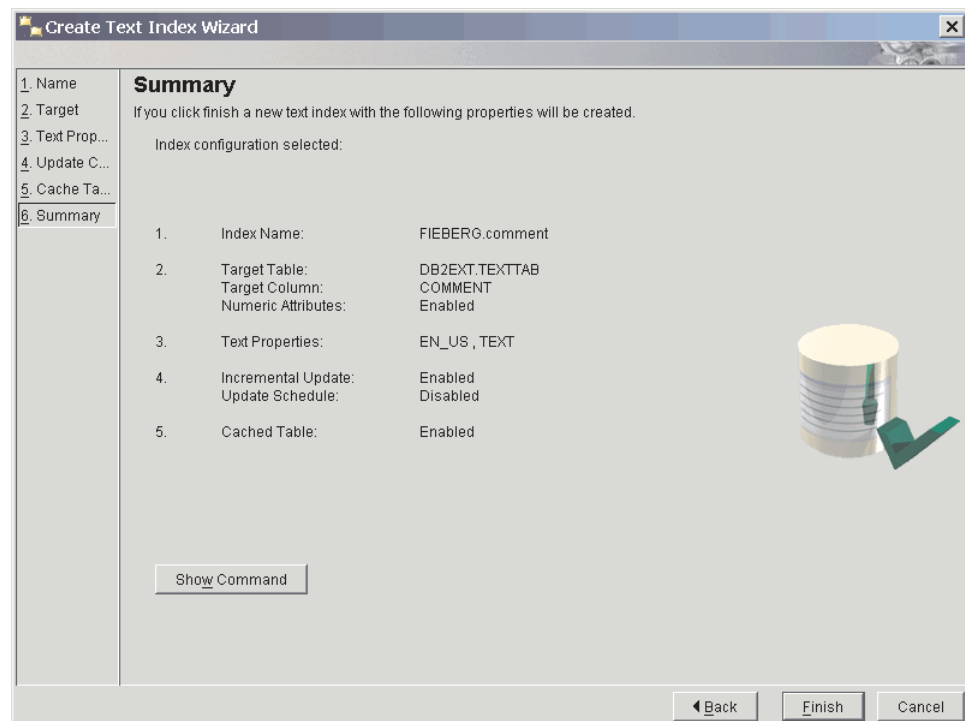 Create Text Index Wizard
1. Name
2. Target
3. Text Prop...
4. Update C...
5. Cache Ta...
6. Summary
Summary
If you click finish a new text index with the following properties will be created.
Index configuration selected:
1. Index Name: FIEBERG.comment
2. Target Table: DB2EXT.TEXTTAB
Target Column: COMMENT
Numeric Attributes: Enabled
3. Text Properties: EN_US , TEXT
4. Incremental Update: Enabled
Update Schedule: Disabled
5. Cached Table: Enabled
Show Command
Back Finish Cancel